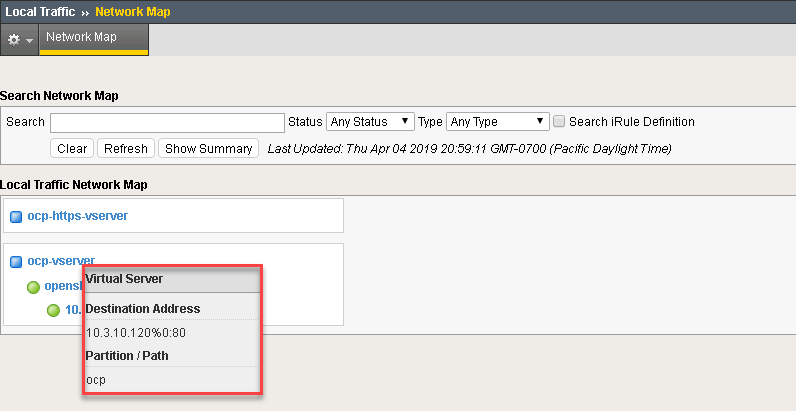 Local Traffic ›› Network Map
Network Map
Search Network Map
Search Status Any Status Type Any Type Search iRule Definition
Clear Refresh Show Summary Last Updated: Thu Apr 04 2019 20:59:11 GMT-0700 (Pacific Daylight Time)
Local Traffic Network Map
ocp-https-vserver
ocp-vserver
Virtual Server
Destination Address
10.
10.3.10.120%0:80
Partition / Path
ocp